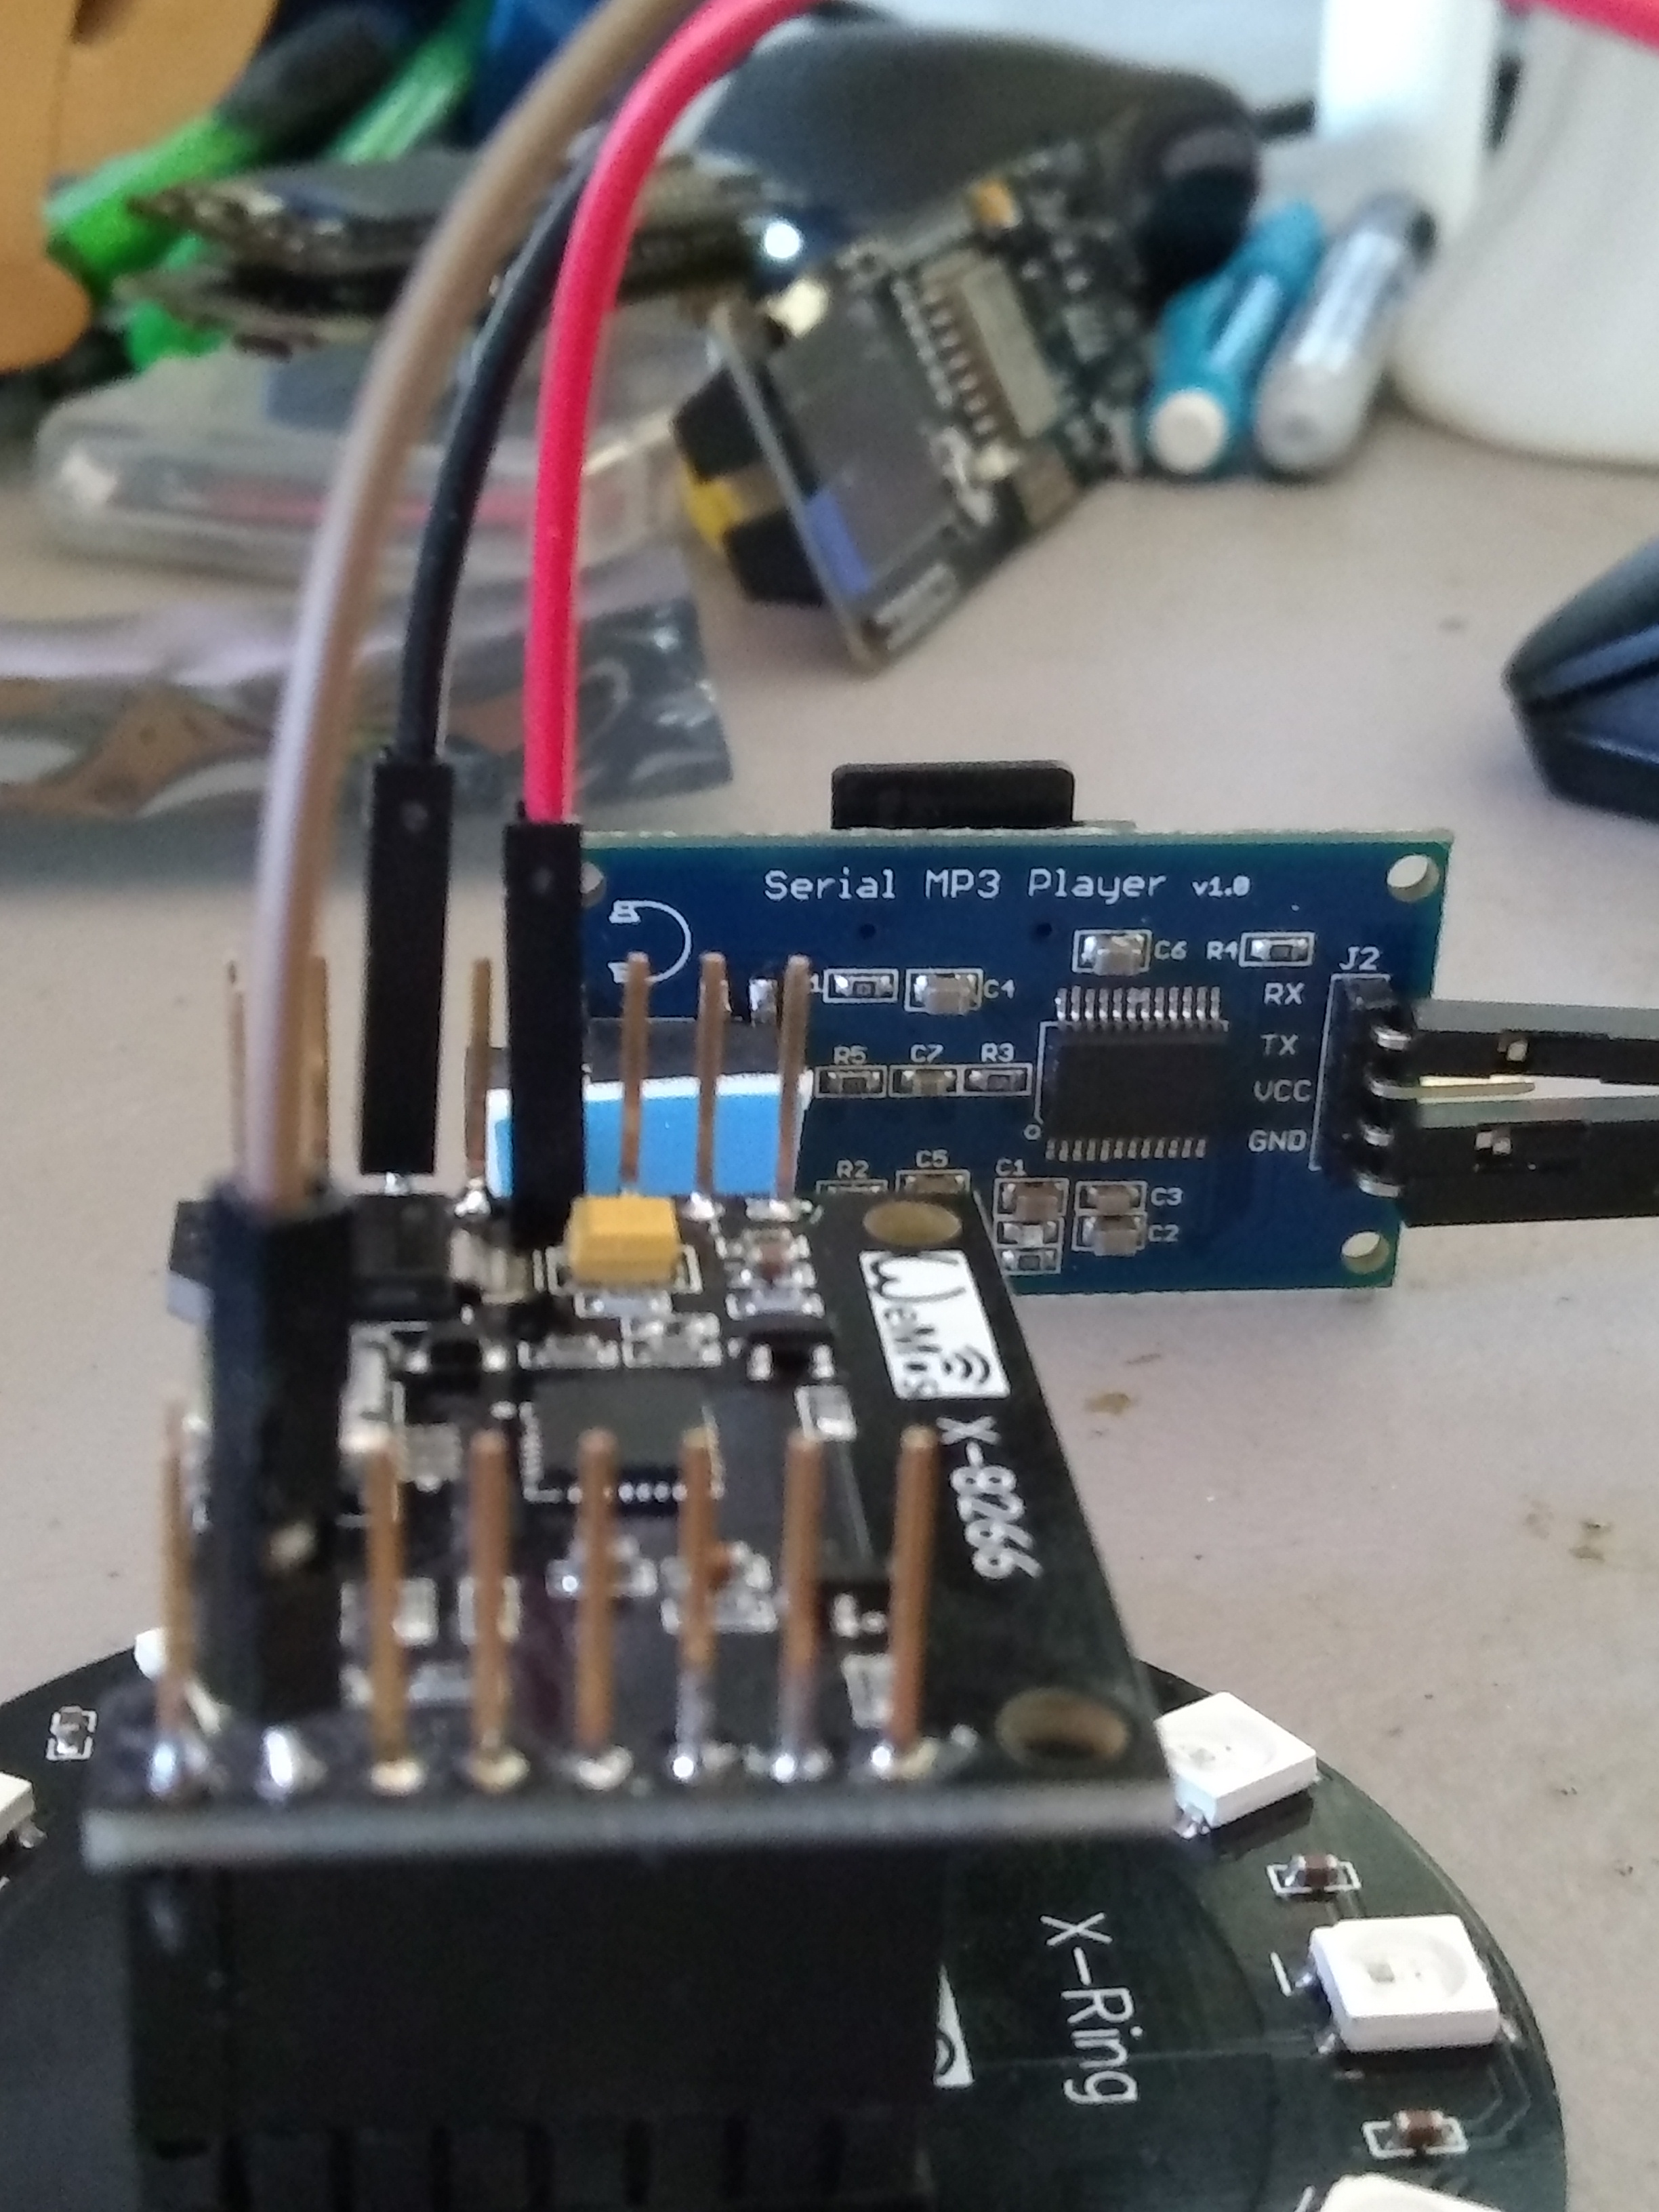 Serial MP3 Player v1.0
C6 R4 J2
RX
C4
TX
R5 C7 R3
VCC
GND
R2 C5 C1
C3
C2
WeMos
X-8266
X-Ring